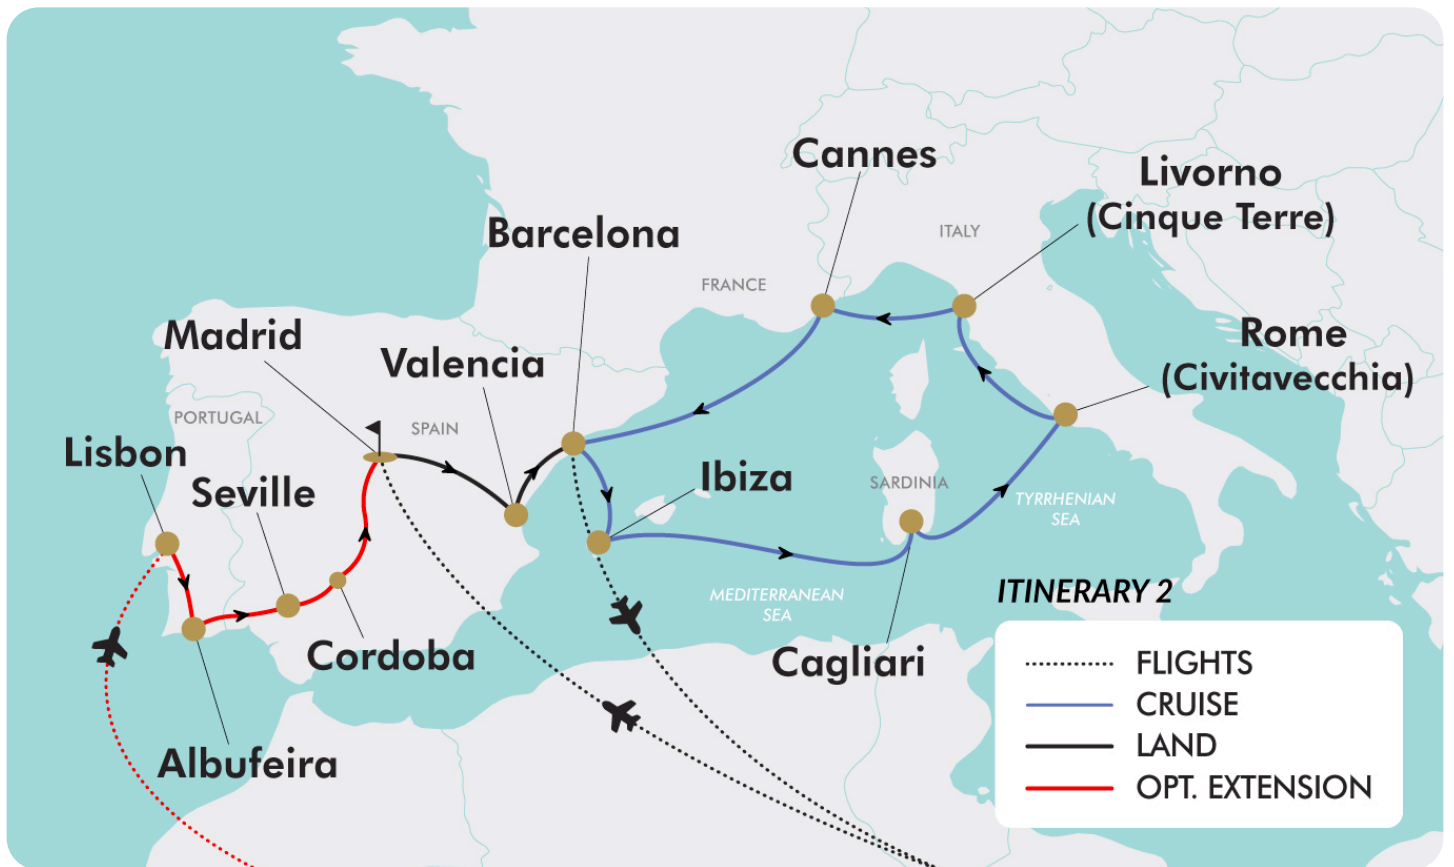 Cannes
Livorno
(Cinque Terre)
Barcelona
ITALY
FRANCE
Madrid
Rome
(Civitavecchia)
Valencia
PORTUGAL
SPAIN
Lisbon
Seville
Ibiza
SARDINIA
TYRRHENIAN
SEA
MEDITERRANEAN
SEA
Cordoba
Cagliari
Albufeira
ITINERARY 2
FLIGHTS
CRUISE
LAND
OPT. EXTENSION